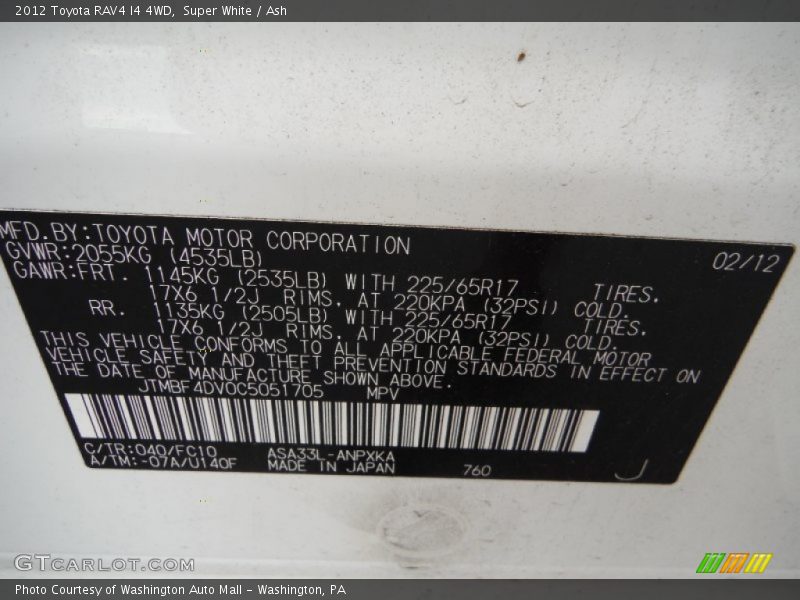 2012 Toyota RAV4 I4 4WD, Super White / Ash
MFD.BY:TOYOTA MOTOR CORPORATION 02/12
GVWR:2055KG (4535LB)
GAWR:FRT. 1145KG (2535LB) WITH 225/65R17 TIRES.
17X6 1/2J RIMS. AT 220KPA (32PSI) COLD.
RR. 1135KG (2505LB) WITH 225/65R17 TIRES.
17X6 1/2J RIMS. AT 220KPA (32PSI) COLD.
THIS VEHICLE CONFORMS TO ALL APPLICABLE FEDERAL MOTOR
VEHICLE SAFETY AND THEFT PREVENTION STANDARDS IN EFFECT ON
THE DATE OF MANUFACTURE SHOWN ABOVE.
JTMBF4DV0C5051705 MPV
C/TR:040/FC10 ASA33L-ANPXKA
A/TM:-07A/U140F MADE IN JAPAN 760 J
GTCARLOT.COM
Photo Courtesy of Washington Auto Mall - Washington, PA